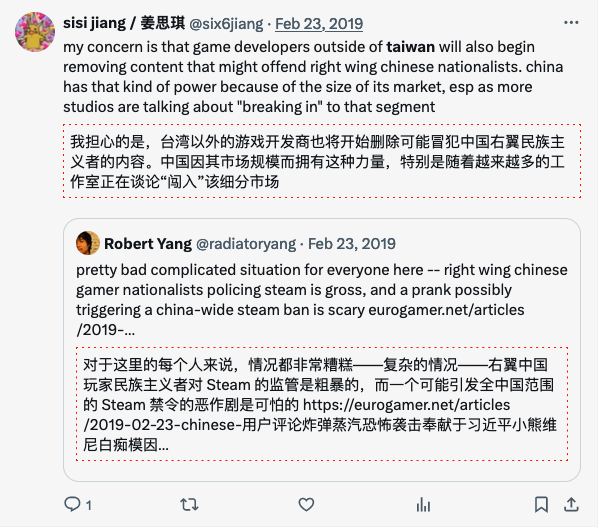 sisi jiang / 姜思琪 @six6jiang · Feb 23, 2019
my concern is that game developers outside of taiwan will also begin
removing content that might offend right wing chinese nationalists. china
has that kind of power because of the size of its market, esp as more
studios are talking about "breaking in" to that segment
我担心的是，台湾以外的游戏开发商也将开始删除可能冒犯中国右翼民族主
义者的内容。中国因其市场规模而拥有这种力量，特别是随着越来越多的工
作室正在谈论“闯入”该细分市场
Robert Yang @radiatoryang · Feb 23, 2019
pretty bad complicated situation for everyone here -- right wing chinese
gamer nationalists policing steam is gross, and a prank possibly
triggering a china-wide steam ban is scary eurogamer.net/articles
/2019-…
对于这里的每个人来说，情况都非常糟糕——复杂的情况——右翼中国
玩家民族主义者对 Steam 的监管是粗暴的，而一个可能引发全中国范围
的 Steam 禁令的恶作剧是可怕的 https://eurogamer.net/articles
/2019-02-23-chinese-用户评论炸弹蒸汽恐怖袭击奉献于习近平小熊维
尼白痴模因...
1